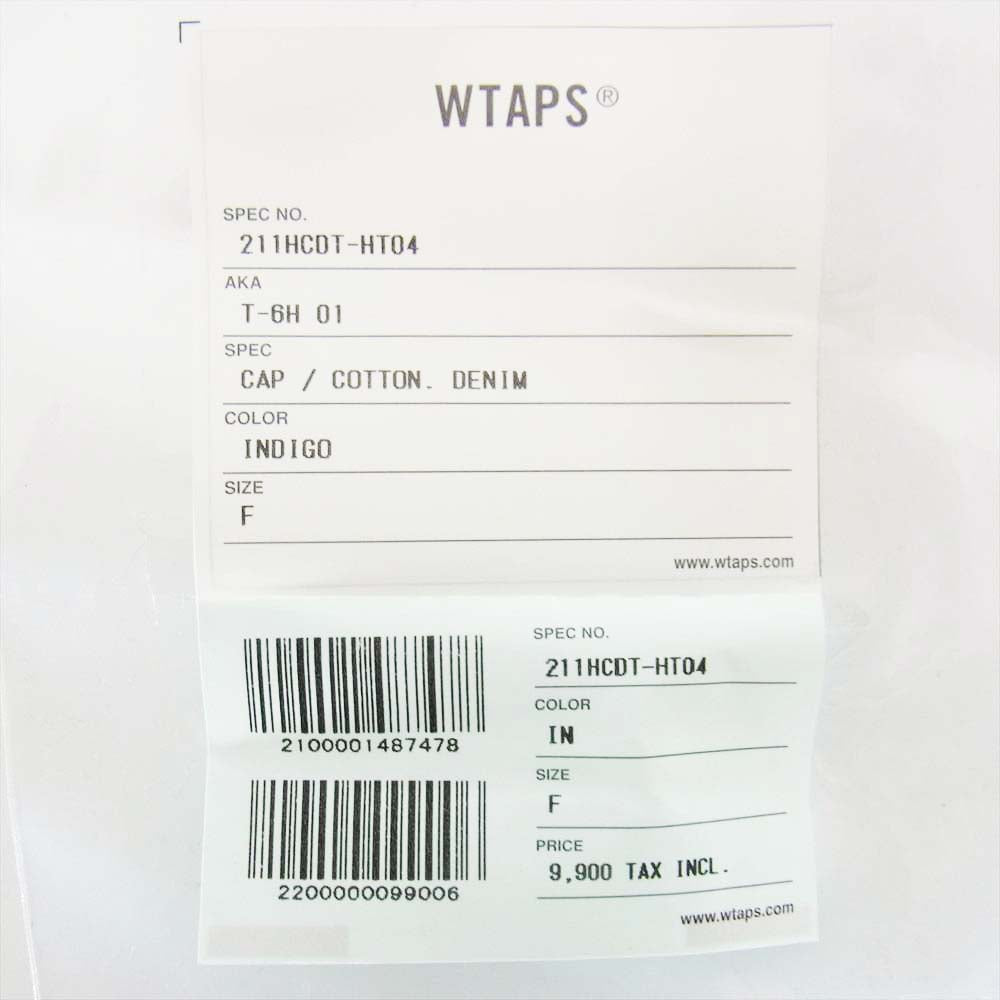 WTAPS®
SPEC NO.
211HCDT-HT04
AKA
T-6H 01
SPEC
CAP / COTTON. DENIM
COLOR
INDIGO
SIZE
F
www.wtaps.com
2100001487478
2200000099006
SPEC NO.
211HCDT-HT04
COLOR
IN
SIZE
F
PRICE
9,900 TAX INCL.
www.wtaps.com